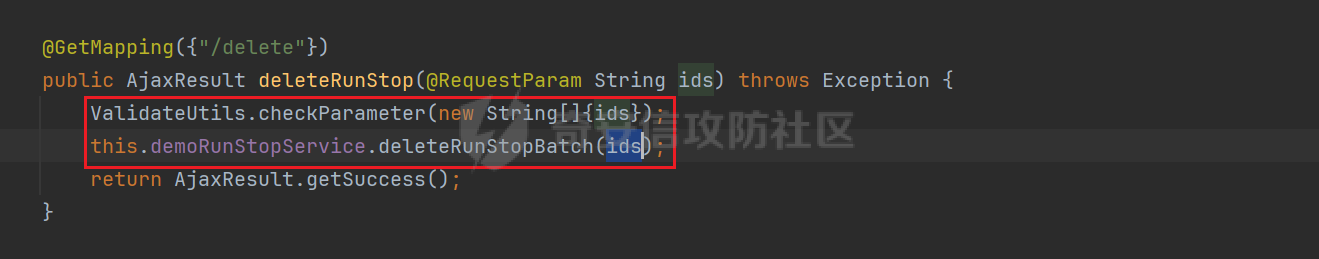 @GetMapping({"/delete"})
public AjaxResult deleteRunStop(@RequestParam String ids) throws Exception {
    ValidateUtils.checkParameter(new String[]{ids});
    this.demoRunStopService.deleteRunStopBatch(ids);
    return AjaxResult.getSuccess();
}
奇安信攻防社区